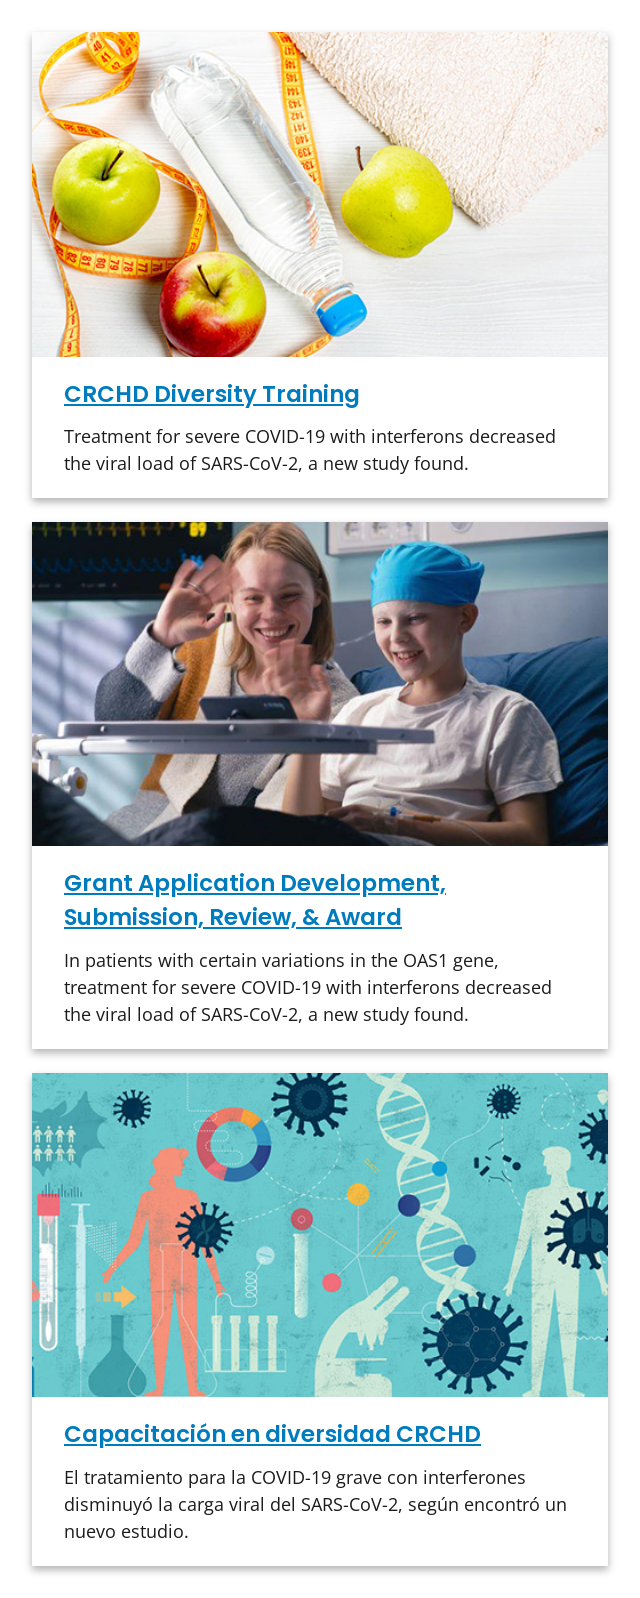 CRCHD Diversity Training
Treatment for severe COVID-19 with interferons decreased
the viral load of SARS-CoV-2, a new study found.
Grant Application Development,
Submission, Review, & Award
In patients with certain variations in the OAS1 gene,
treatment for severe COVID-19 with interferons decreased
the viral load of SARS-CoV-2, a new study found.
Capacitación en diversidad CRCHD
El tratamiento para la COVID-19 grave con interferones
disminuyó la carga viral del SARS-CoV-2, según encontró un
nuevo estudio.